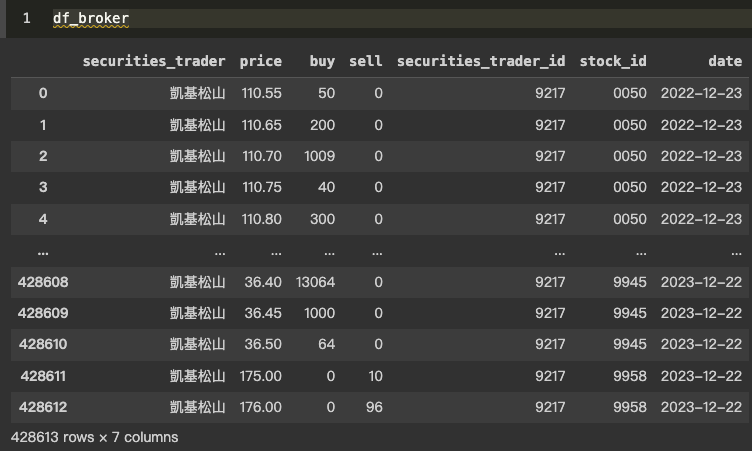 1 df_broker
securities_trader price buy sell securities_trader_id stock_id date
0 凱基松山 110.55 50 0 9217 0050 2022-12-23
1 凱基松山 110.65 200 0 9217 0050 2022-12-23
2 凱基松山 110.70 1009 0 9217 0050 2022-12-23
3 凱基松山 110.75 40 0 9217 0050 2022-12-23
4 凱基松山 110.80 300 0 9217 0050 2022-12-23
... ... ... ... ... ... ... ...
428608 凱基松山 36.40 13064 0 9217 9945 2023-12-22
428609 凱基松山 36.45 1000 0 9217 9945 2023-12-22
428610 凱基松山 36.50 64 0 9217 9945 2023-12-22
428611 凱基松山 175.00 0 10 9217 9958 2023-12-22
428612 凱基松山 176.00 0 96 9217 9958 2023-12-22
428613 rows × 7 columns